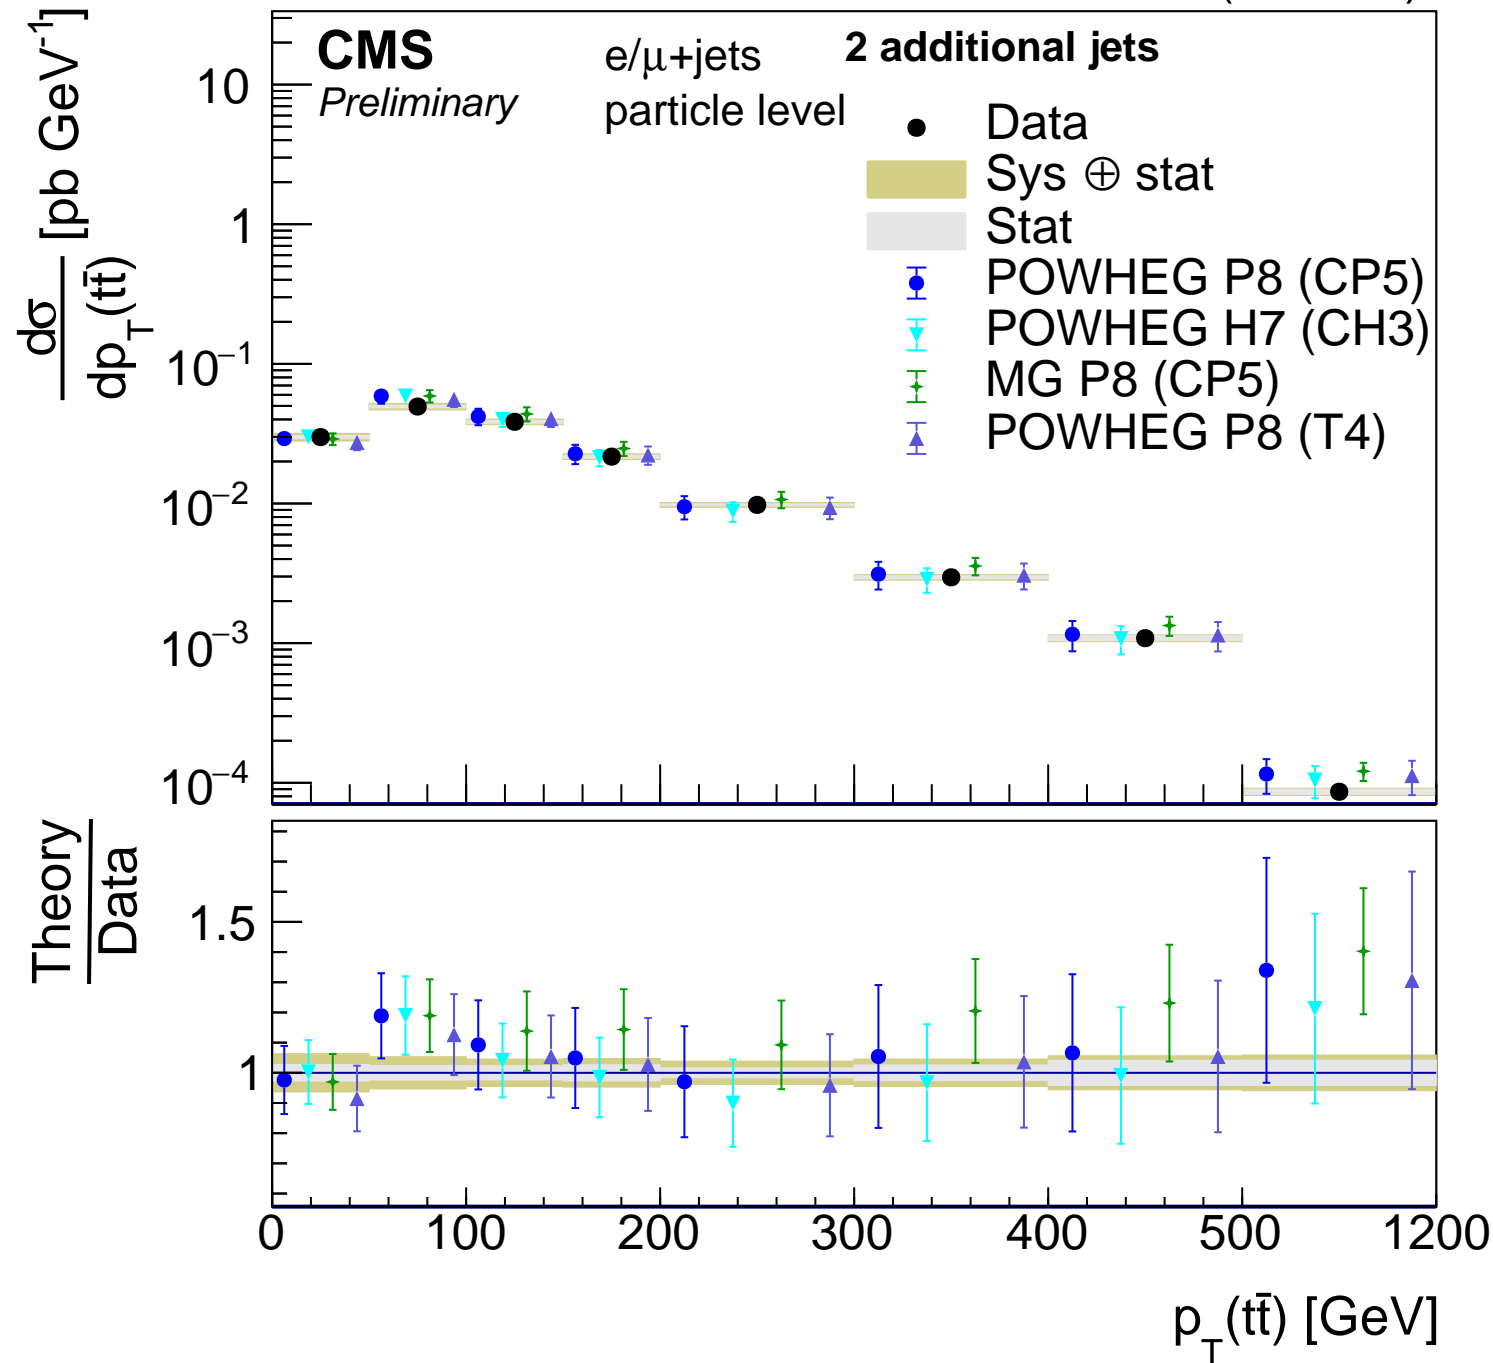 CMS
Preliminary
e/μ+jets
particle level
2 additional jets
Data
Sys ⊕ stat
Stat
POWHEG P8 (CP5)
POWHEG H7 (CH3)
MG P8 (CP5)
POWHEG P8 (T4)
dσ
dp_T(tt̄) [pb GeV⁻¹]
10
1
10⁻¹
10⁻²
10⁻³
10⁻⁴
Theory
Data
1.5
1
0 100 200 300 400 500 1200
p_T(tt̄) [GeV]